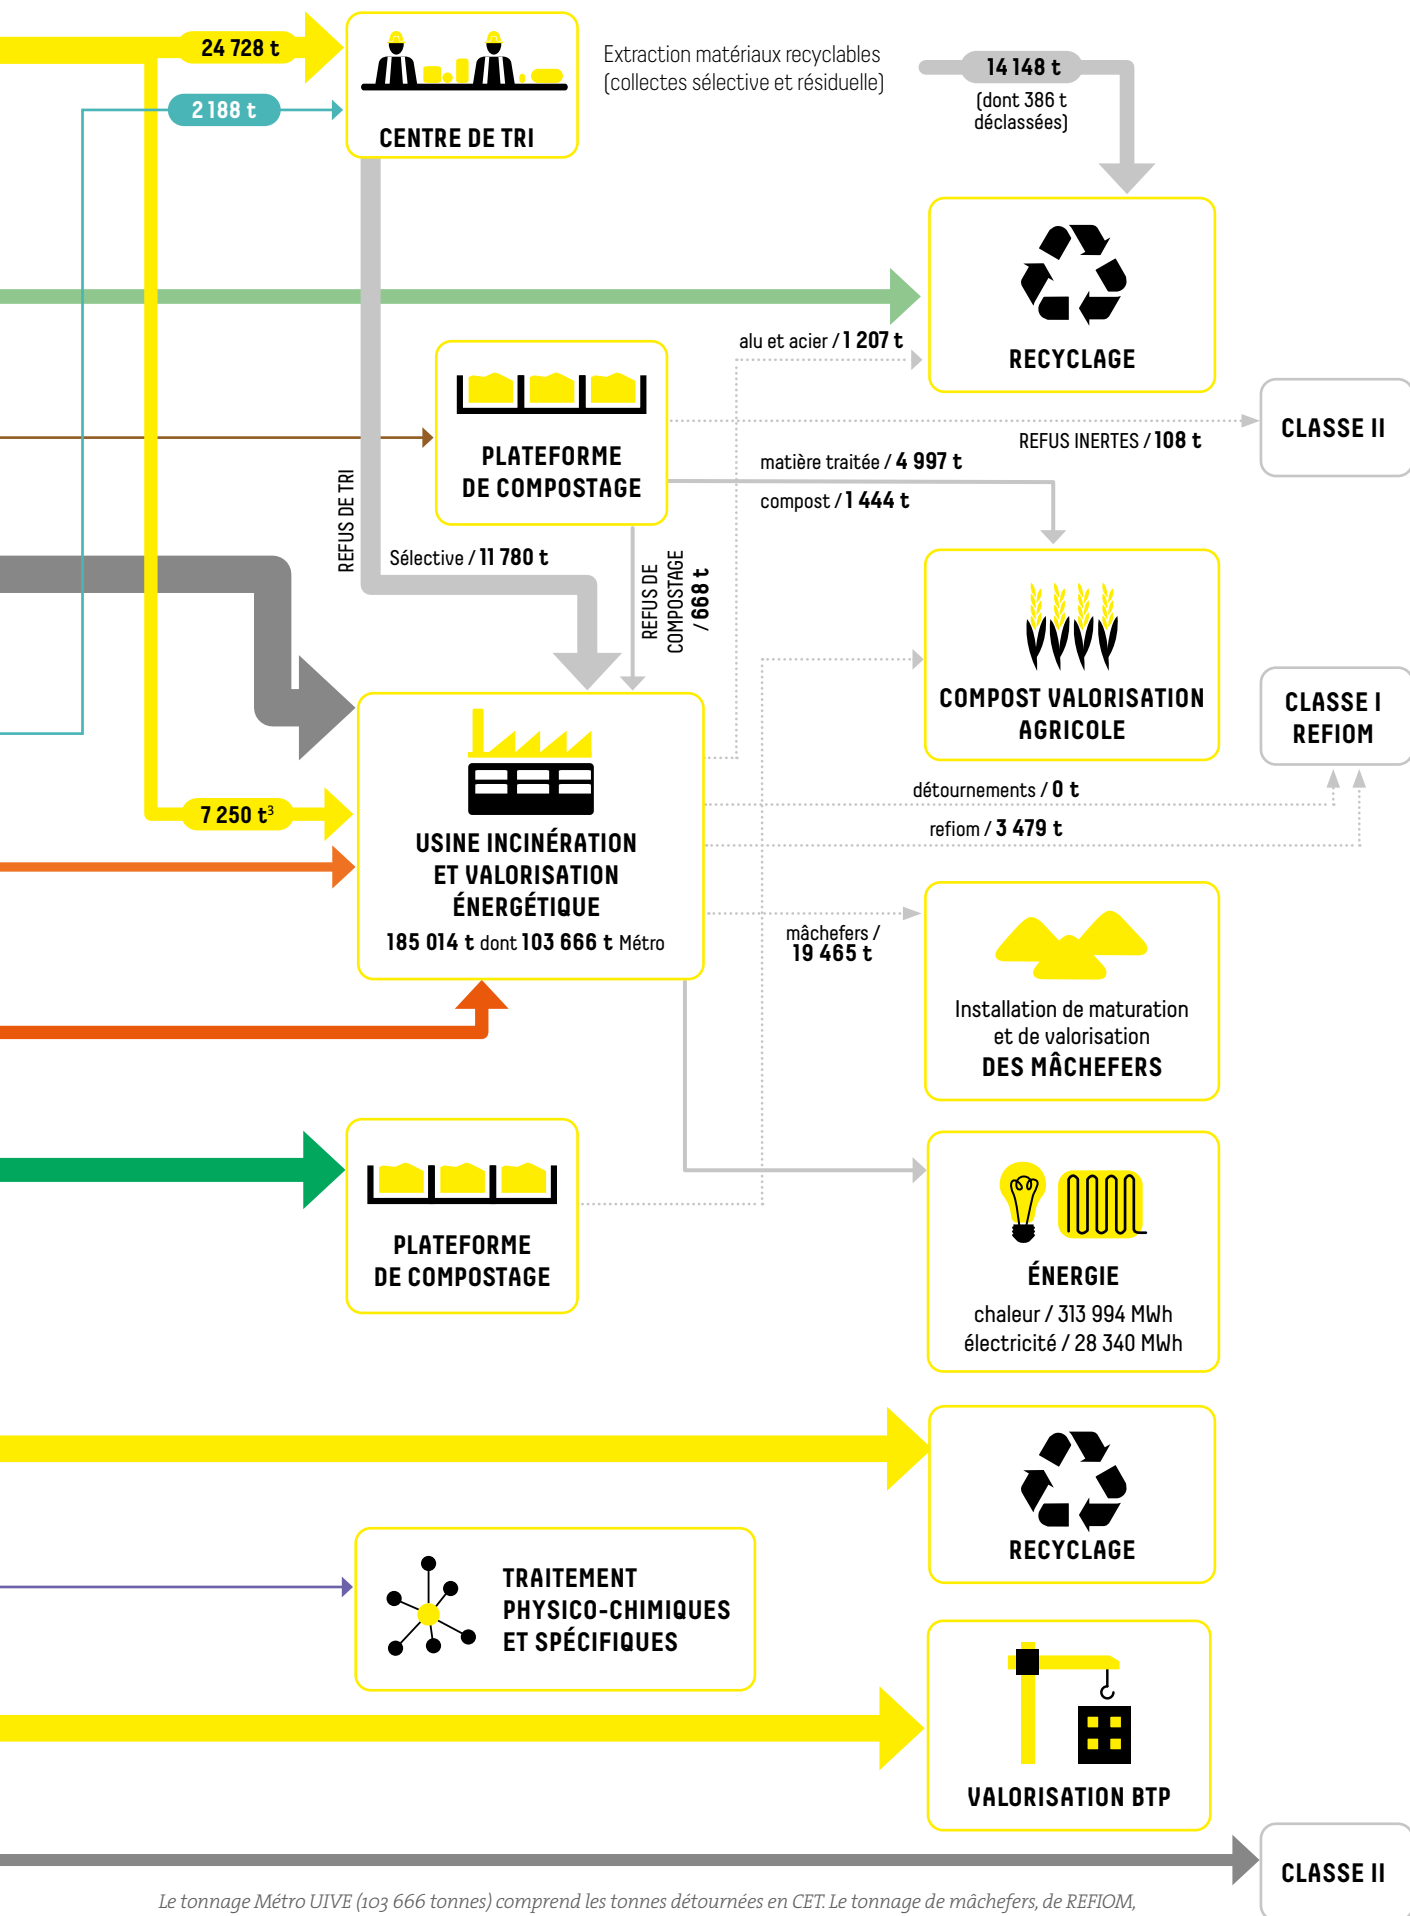 24 728 t
2 188 t
CENTRE DE TRI
Extraction matériaux recyclables
(collectes sélective et résiduelle)
14 148 t
(dont 386 t
déclassées)
RECYCLAGE
alu et acier / 1 207 t
PLATEFORME
DE COMPOSTAGE
REFUS INERTES / 108 t
CLASSE II
matière traitée / 4 997 t
compost / 1 444 t
REFUS DE TRI
Sélective / 11 780 t
REFUS DE
COMPOSTAGE
/ 668 t
COMPOST VALORISATION
AGRICOLE
CLASSE I
REFIOM
7 250 t³
USINE INCINÉRATION
ET VALORISATION
ÉNERGÉTIQUE
185 014 t dont 103 666 t Métro
détournements / 0 t
refiom / 3 479 t
mâchefers /
19 465 t
Installation de maturation
et de valorisation
DES MÂCHEFERS
PLATEFORME
DE COMPOSTAGE
ÉNERGIE
chaleur / 313 994 MWh
électricité / 28 340 MWh
RECYCLAGE
TRAITEMENT
PHYSICO-CHIMIQUES
ET SPÉCIFIQUES
VALORISATION BTP
CLASSE II
Le tonnage Métro UIVE (103 666 tonnes) comprend les tonnes détournées en CET. Le tonnage de mâchefers, de REFIOM,